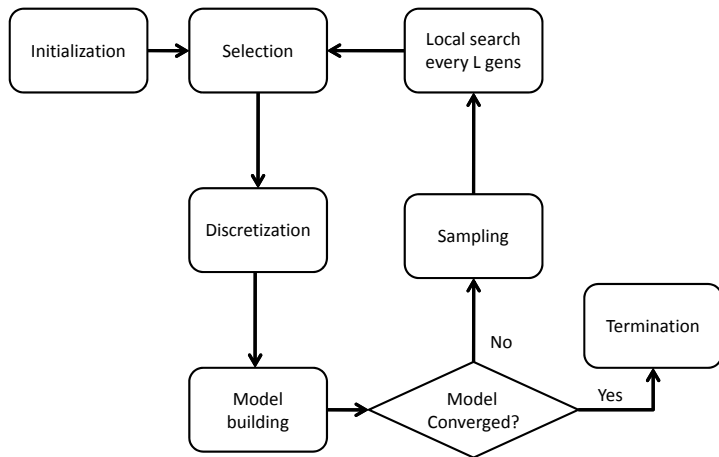 Initialization
Selection
Local search
every L gens
Discretization
Sampling
Termination
No
Model
building
Model
Converged?
Yes